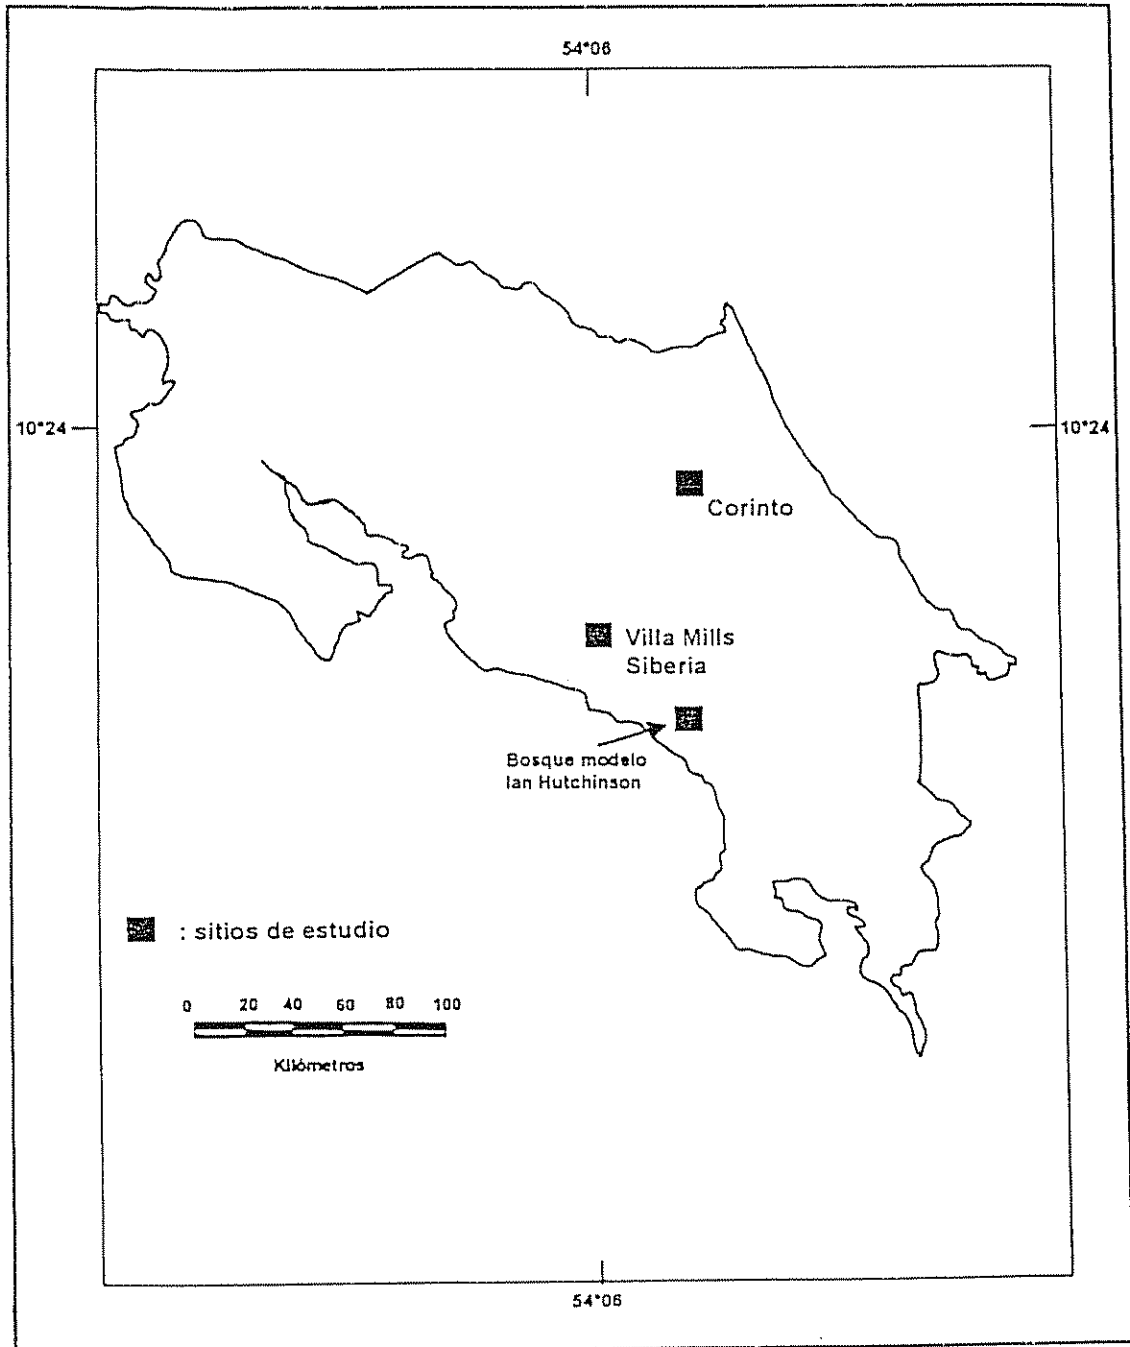 54°06
10°24
10°24
Corinto
Villa Mills
Siberia
Bosque modelo
Ian Hutchinson
: sitios de estudio
0 20 40 60 80 100
Kilómetros
54°06